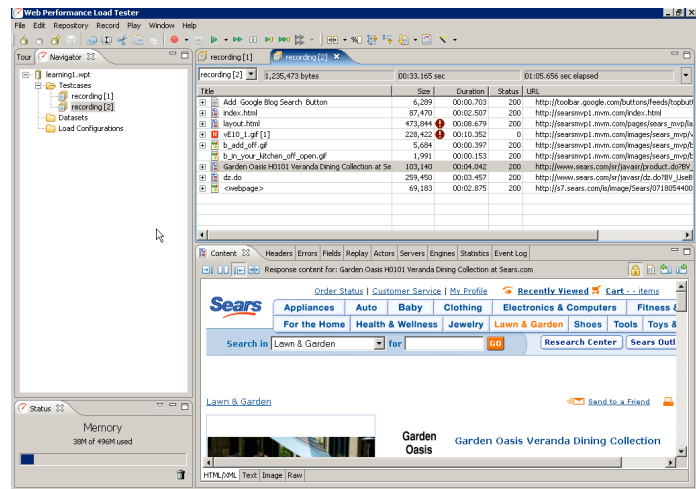 Web Performance Load Tester
File Edit Repository Record Play Window Help
Tour Navigator
learning1.wpt
Testcases
recording [1]
recording [2]
Datasets
Load Configurations
Status
Memory
38M of 496M used
recording [1] recording [2]
recording [2] 1,235,473 bytes 00:33.165 sec 01:05.656 sec elapsed
Title Size Duration Status URL
Add Google Blog Search Button 6,289 00:00.703 200 http://toolbar.google.com/buttons/feeds/topbutt
index.html 87,470 00:02.507 200 http://searsmvp1.mvm.com/index.html
layout.html 473,844 00:08.679 200 http://searsmvp1.mvm.com/pages/sears_mvp/la
vE10_1.gif [1] 228,422 00:10.352 0 http://searsmvp1.mvm.com/images/sears_mvp/v
b_add_off.gif 5,684 00:00.397 200 http://searsmvp1.mvm.com/images/sears_mvp/b
b_in_your_kitchen_off_open.gif 1,991 00:00.153 200 http://searsmvp1.mvm.com/images/sears_mvp/b
Garden Oasis H0101 Veranda Dining Collection at Se 103,140 00:04.042 200 http://www.sears.com/sr/javasr/product.do?BV_
dz.do 259,450 00:03.457 200 http://www.sears.com/sr/javasr/dz.do?BV_UseB
<webpage> 69,183 00:02.875 200 http://s7.sears.com/is/image/Sears/0718054400
Content Headers Errors Fields Replay Actors Servers Engines Statistics Event Log
Response content for: Garden Oasis H0101 Veranda Dining Collection at Sears.com
Order Status | Customer Service | My Profile Recently Viewed Cart - - items
Sears
Appliances Auto Baby Clothing Electronics & Computers Fitness &
For the Home Health & Wellness Jewelry Lawn & Garden Shoes Tools Toys &
Search in Lawn & Garden for GO Research Center Sears Outl
Lawn & Garden Send to a Friend
Garden
Oasis
Garden Oasis Veranda Dining Collection
HTML/XML Text Image Raw